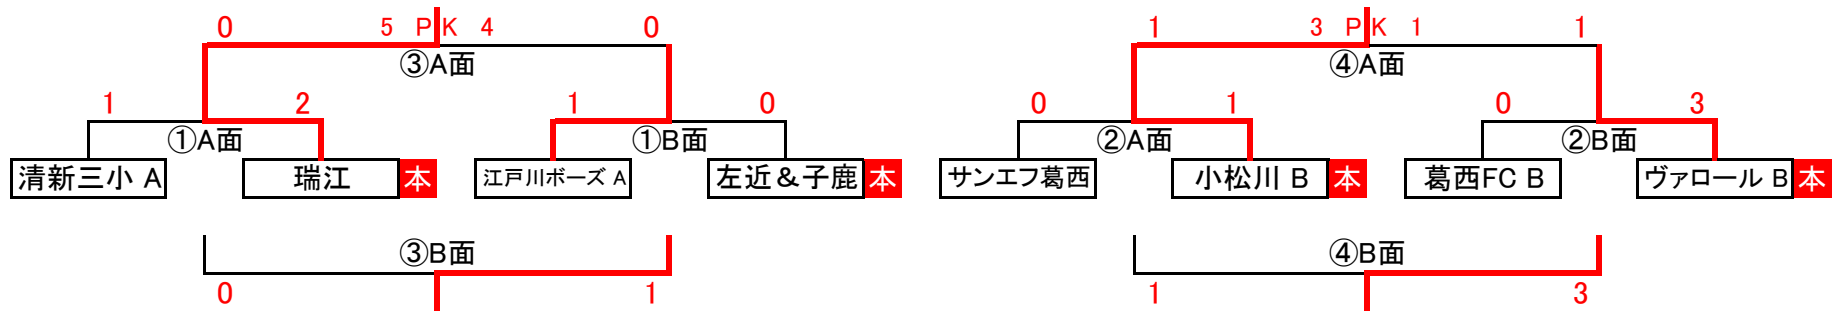 0 5 PK 4 0 1 3 PK 1 1
③A面 ④A面
1 2 1 0 0 1 0 3
①A面 ①B面 ②A面 ②B面
清新三小 A 瑞江 本 江戸川ボーズ A 左近&子鹿 本 サンエフ葛西 小松川 B 本 葛西FC B ヴァロール B 本
③B面 ④B面
0 1 1 3